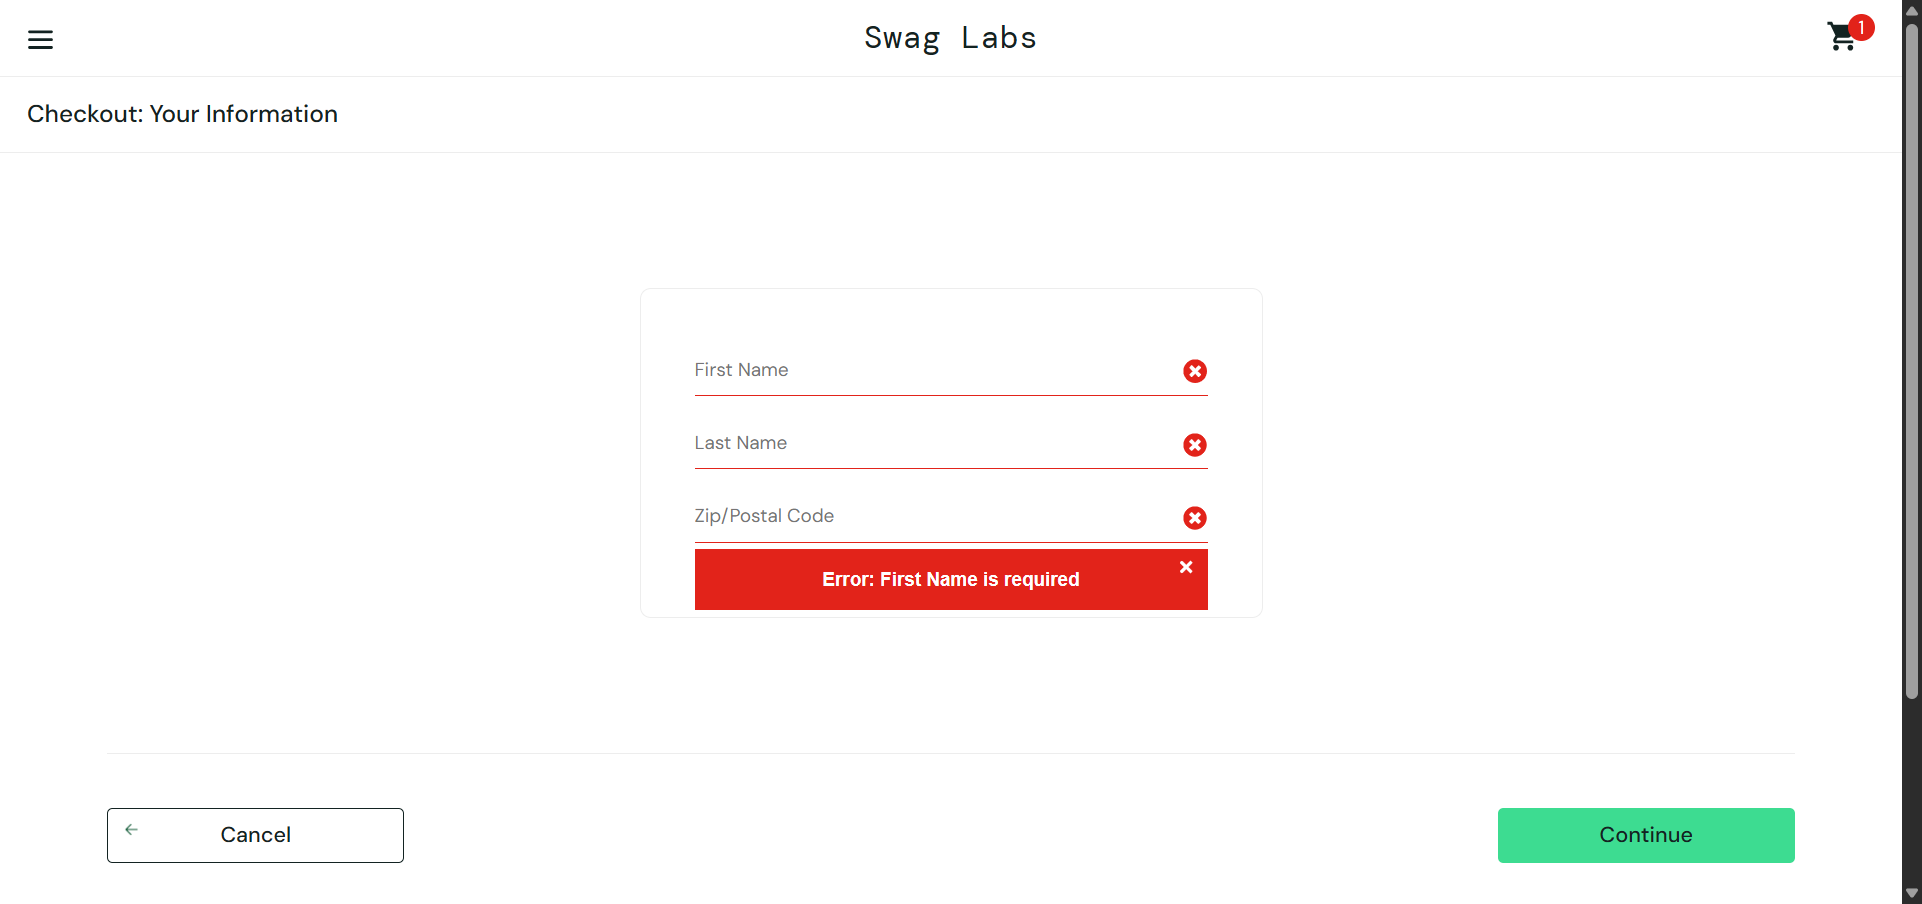 Swag Labs
1
Checkout: Your Information
First Name
Last Name
Zip/Postal Code
Error: First Name is required
Cancel
Continue